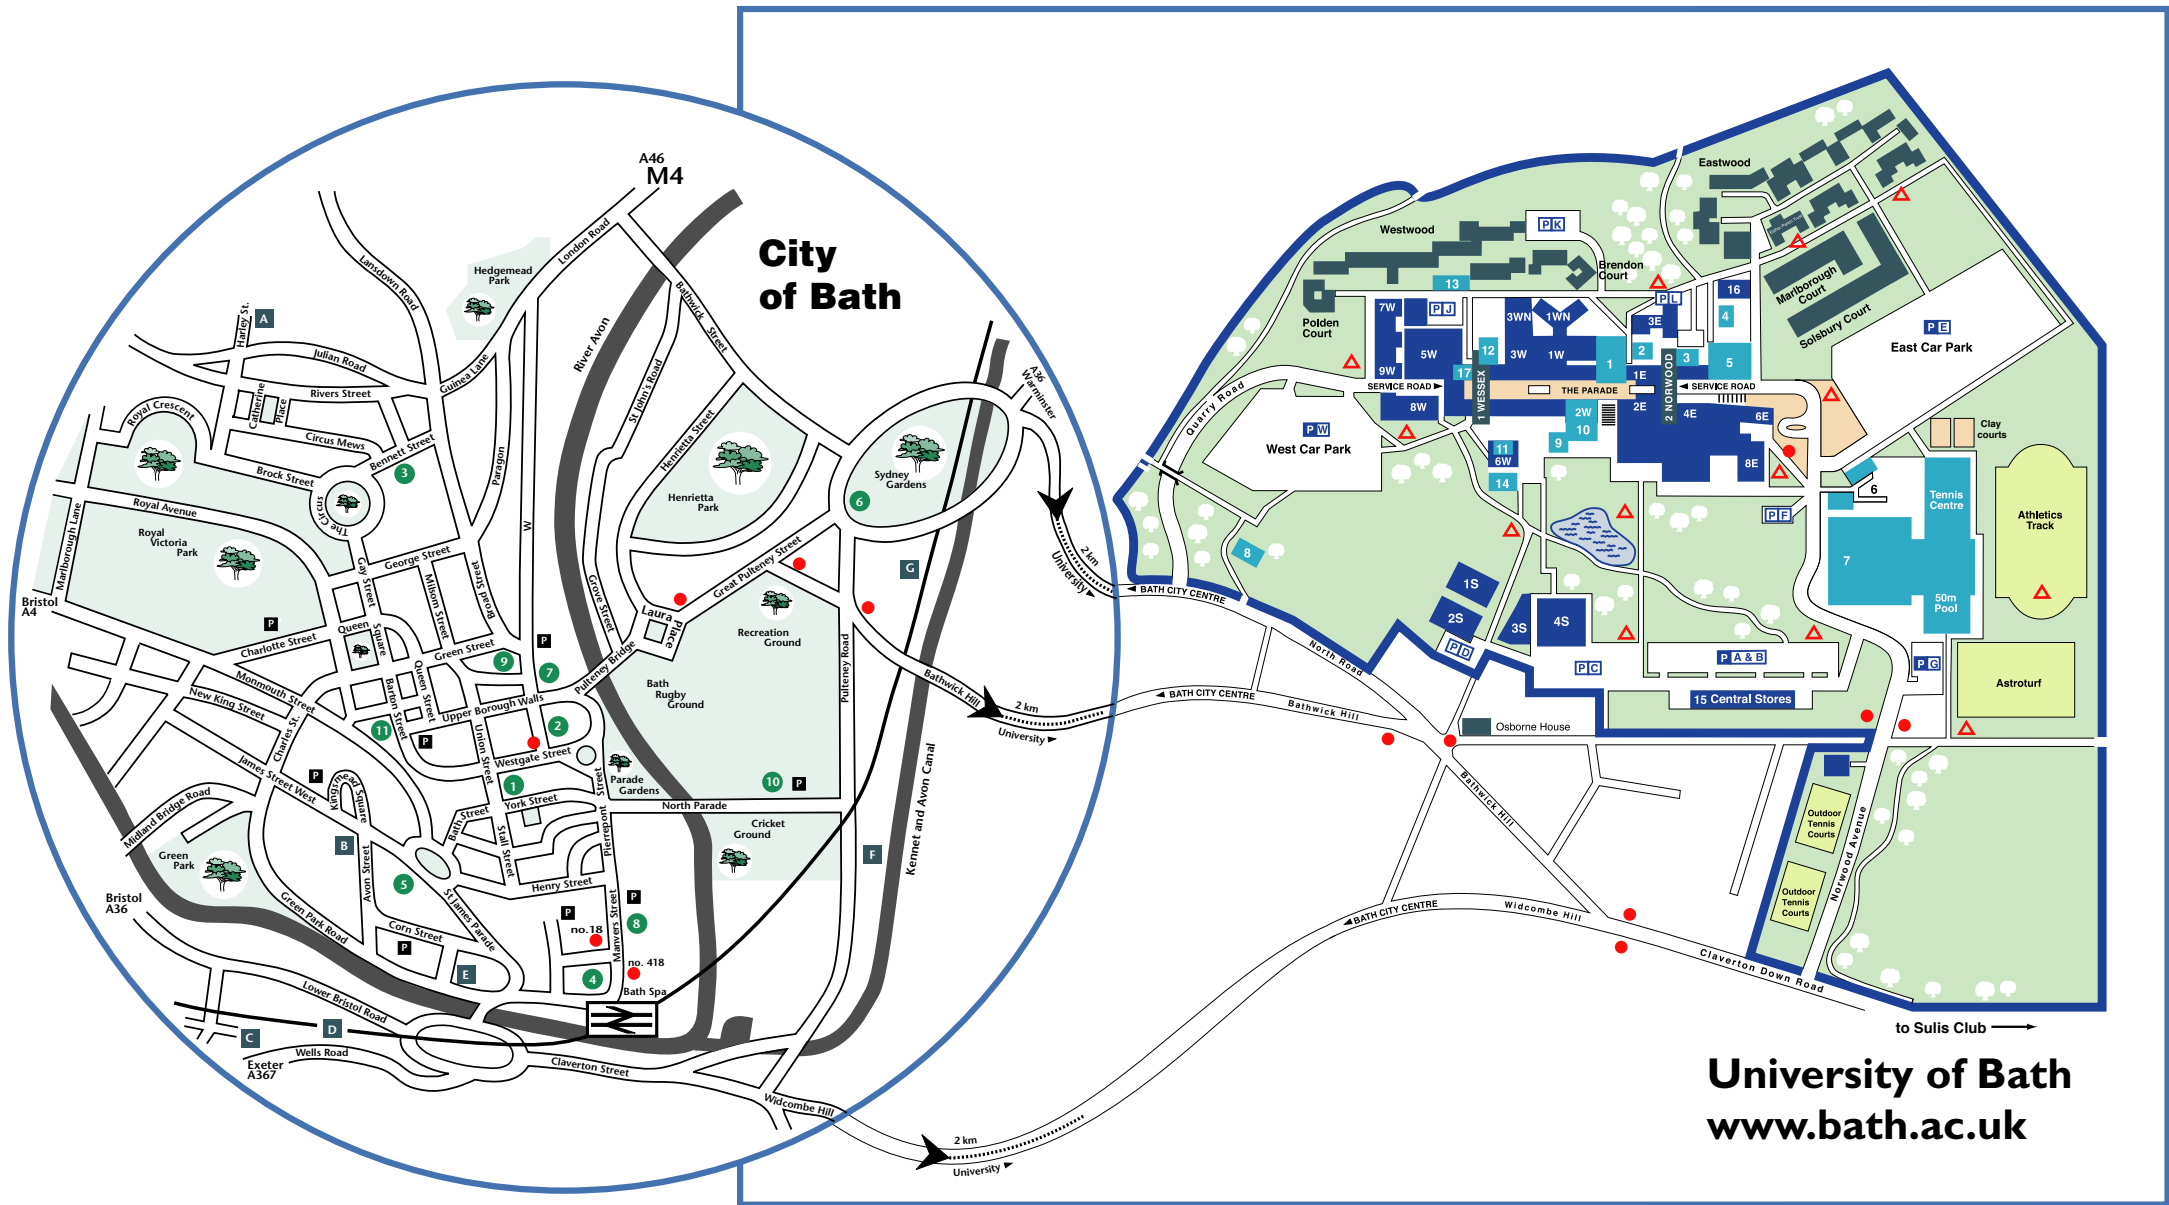 City
of Bath
A46
M4
London Road
Hedgemead
Park
Lansdown Road
Bathwick Street
River Avon
St John's Road
Henrietta Street
Henrietta
Park
Sydney
Gardens
6
A36
Warminster
2 km
University
Harley St.
A
Julian Road
Guinea Lane
Rivers Street
Catherine
Place
Royal Crescent
Circus Mews
Bennett Street
3
Brock Street
The Circus
Paragon
W
Royal Avenue
Royal
Victoria
Park
Marlborough Lane
Gay Street
George Street
Milsom Street
Broad Street
Grove Street
Great Pulteney Street
Laura
Place
G
Bristol
A4
P
Charlotte Street
Queen
Square
Green Street
9
P
7
Pulteney Bridge
Recreation
Ground
Pulteney Road
Bathwick Hill
2 km
University
Monmouth Street
New King Street
Charles St.
Barton Street
Queen Street
Upper Borough Walls
Bath
Rugby
Ground
11
P
2
Union Street
Westgate Street
1
York Street
Street
Parade
Gardens
10
P
North Parade
Kennet and Avon Canal
James Street West
P
Kingsmead Square
Midland Bridge Road
Bath Street
Stall Street
Pierrepont
Cricket
Ground
Green
Park
B
Avon Street
5
Henry Street
F
Bristol
A36
Green Park Road
Corn Street
P
St James Parade
P
P
no.18
8
Manvers Street
no. 418
E
4
Bath Spa
Lower Bristol Road
C
D
Exeter
A367
Wells Road
Claverton Street
Widcombe Hill
2 km
University
Eastwood
Westwood
P K
Brendon
Court
13
Polden
Court
7W
P J
3WN
1WN
P L
3E
16
4
Marlborough
Court
Solsbury Court
P E
East Car Park
5W
12
3W
1W
1
2
3
5
9W
17
1E
SERVICE ROAD
THE PARADE
SERVICE ROAD
1 WESSEX
2 NORWOOD
8W
2W
2E
4E
6E
10
9
Quarry Road
P W
West Car Park
11
6W
14
8E
6
Clay
courts
Tennis
Centre
Athletics
Track
P F
7
50m
Pool
8
BATH CITY CENTRE
1S
2S
3S
4S
P D
P C
P A & B
P G
15 Central Stores
Astroturf
North Road
BATH CITY CENTRE
Bathwick Hill
Osborne House
Bathwick Hill
Outdoor
Tennis
Courts
Outdoor
Tennis
Courts
Norwood Avenue
BATH CITY CENTRE
Widcombe Hill
Claverton Down Road
to Sulis Club
University of Bath
www.bath.ac.uk